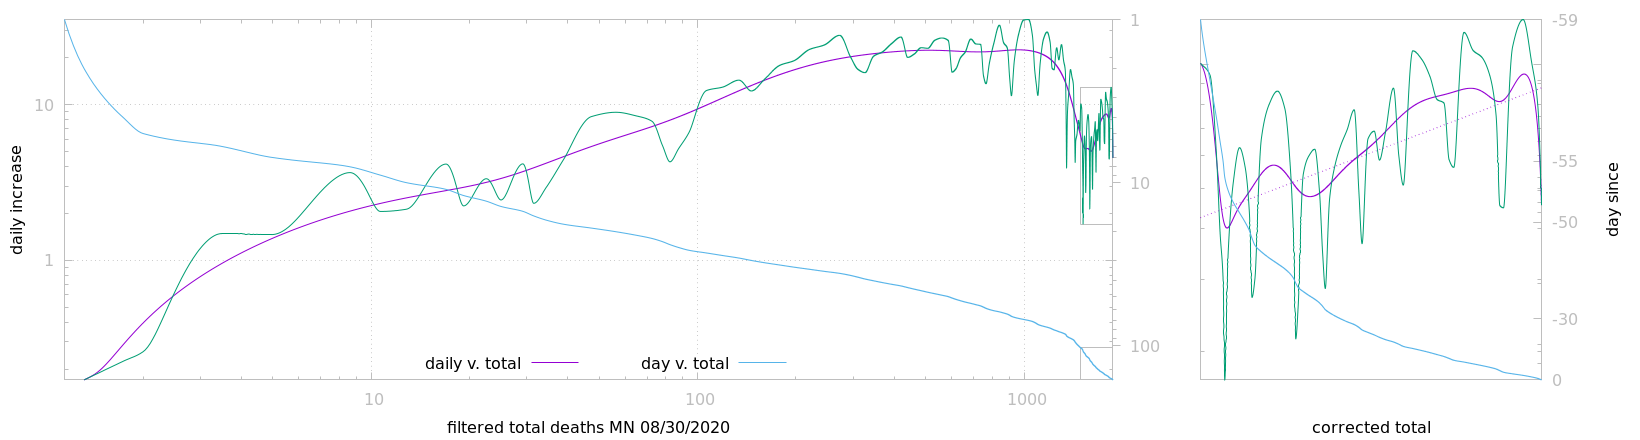 daily increase
10
1
daily v. total
day v. total
10
100
1000
filtered total deaths MN 08/30/2020
1
10
100
-59
-55
-50
-30
0
day since
corrected total